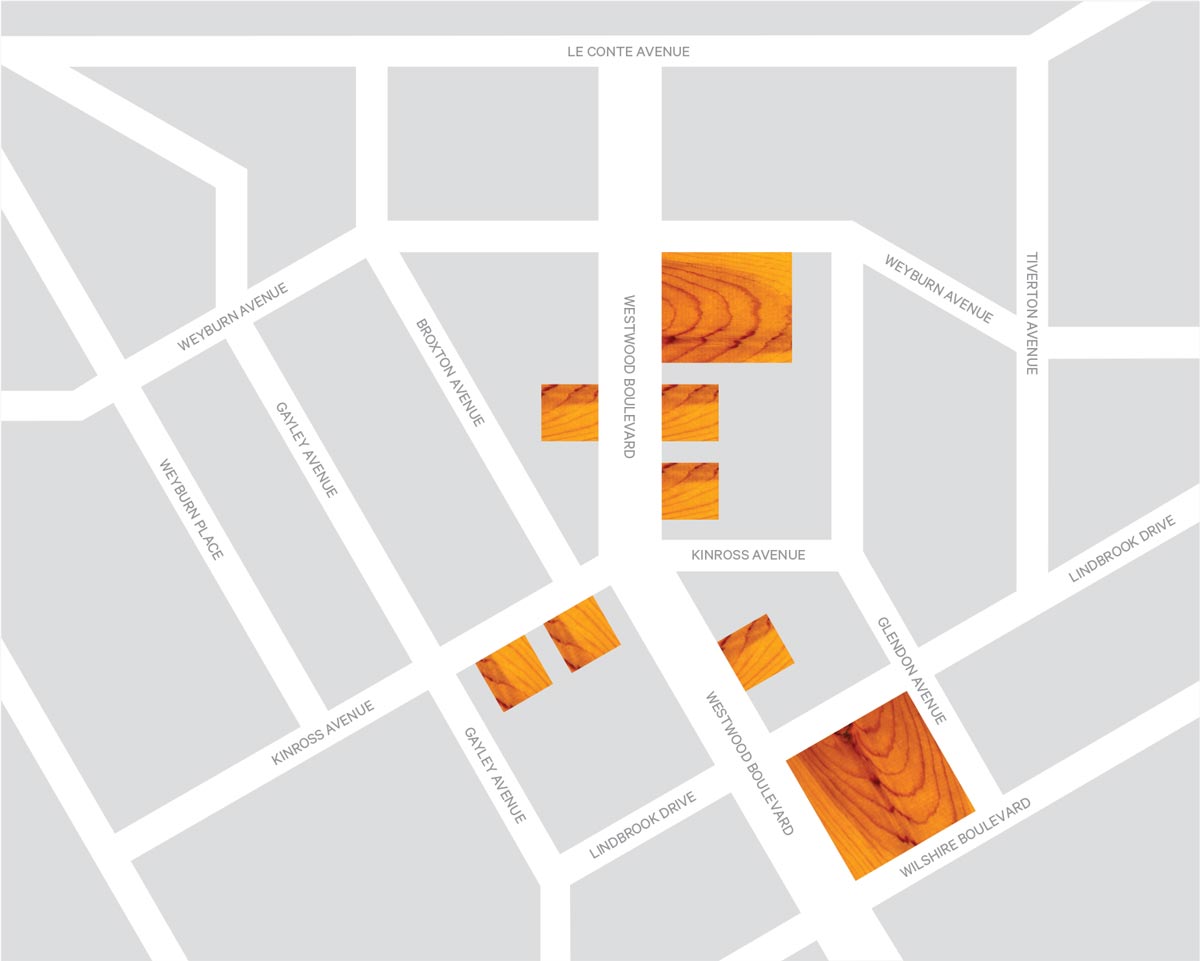 LE CONTE AVENUE
WEYBURN AVENUE
WEYBURN AVENUE
TIVERTON AVENUE
WESTWOOD BOULEVARD
BROXTON AVENUE
GAYLEY AVENUE
WEYBURN PLACE
KINROSS AVENUE
LINDBROOK DRIVE
GLENDON AVENUE
KINROSS AVENUE
WESTWOOD BOULEVARD
GAYLEY AVENUE
LINDBROOK DRIVE
WILSHIRE BOULEVARD